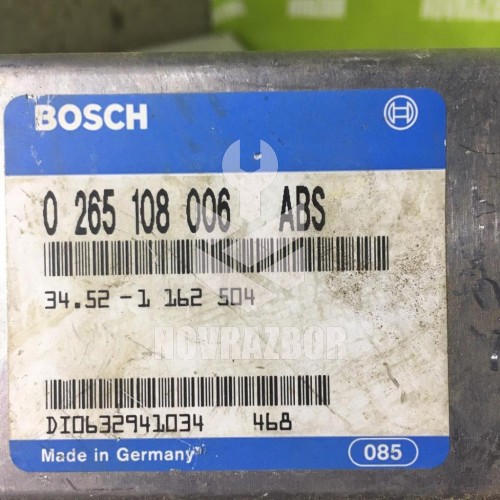 BOSCH
0 265 108 006 ABS
34.52 - 1 162 504
NOVRAZBOR
DI0632941034 468
Made in Germany 085